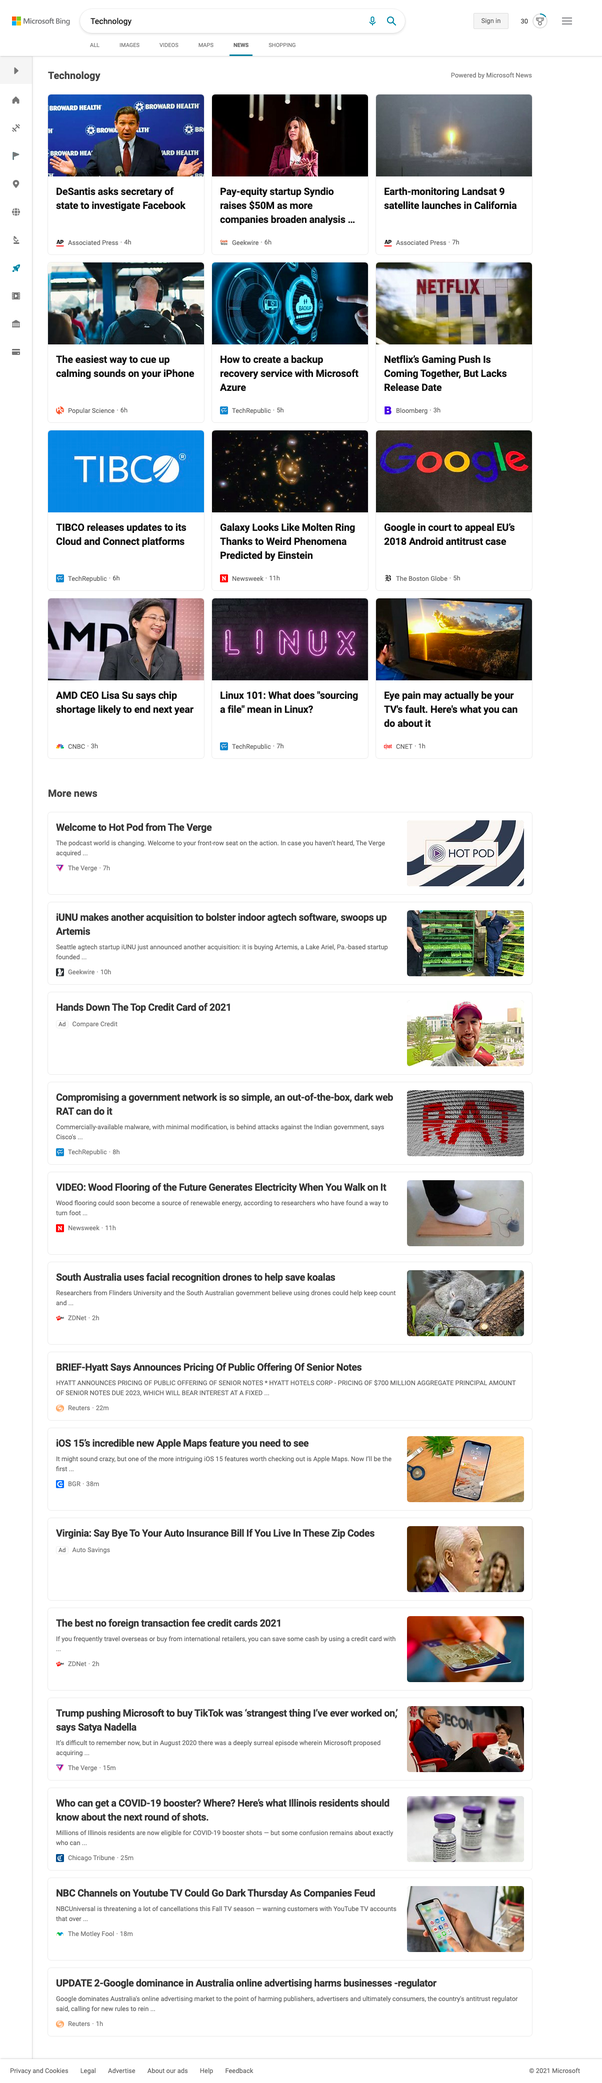 Microsoft Bing
Technology
Sign in
30
ALL IMAGES VIDEOS MAPS NEWS SHOPPING
Technology
Powered by Microsoft News
BROWARD HEALTH
BROWARD HEALTH
DeSantis asks secretary of
state to investigate Facebook
AP Associated Press · 4h
Pay-equity startup Syndio
raises $50M as more
companies broaden analysis ...
Geekwire · 6h
Earth-monitoring Landsat 9
satellite launches in California
AP Associated Press · 7h
The easiest way to cue up
calming sounds on your iPhone
Popular Science · 6h
BACKUP
How to create a backup
recovery service with Microsoft
Azure
TechRepublic · 5h
NETFLIX
Netflix's Gaming Push Is
Coming Together, But Lacks
Release Date
B Bloomberg · 3h
TIBCO®
TIBCO releases updates to its
Cloud and Connect platforms
TechRepublic · 6h
Galaxy Looks Like Molten Ring
Thanks to Weird Phenomena
Predicted by Einstein
N Newsweek · 11h
Google
Google in court to appeal EU's
2018 Android antitrust case
B The Boston Globe · 5h
AMD
AMD CEO Lisa Su says chip
shortage likely to end next year
CNBC · 3h
LINUX
Linux 101: What does "sourcing
a file" mean in Linux?
TechRepublic · 7h
Eye pain may actually be your
TV's fault. Here's what you can
do about it
CNET · 1h
More news
Welcome to Hot Pod from The Verge
The podcast world is changing. Welcome to your front-row seat on the action. In case you haven't heard, The Verge
acquired ...
The Verge · 7h
HOT POD
iUNU makes another acquisition to bolster indoor agtech software, swoops up
Artemis
Seattle agtech startup iUNU just announced another acquisition: it is buying Artemis, a Lake Ariel, Pa.-based startup
founded ...
Geekwire · 10h
Hands Down The Top Credit Card of 2021
Ad Compare Credit
Compromising a government network is so simple, an out-of-the-box, dark web
RAT can do it
Commercially-available malware, with minimal modification, is behind attacks against the Indian government, says
Cisco's ...
TechRepublic · 8h
RAT
VIDEO: Wood Flooring of the Future Generates Electricity When You Walk on It
Wood flooring could soon become a source of renewable energy, according to researchers who have found a way to
turn foot ...
N Newsweek · 11h
South Australia uses facial recognition drones to help save koalas
Researchers from Flinders University and the South Australian government believe using drones could help keep count
and ...
ZDNet · 2h
BRIEF-Hyatt Says Announces Pricing Of Public Offering Of Senior Notes
HYATT ANNOUNCES PRICING OF PUBLIC OFFERING OF SENIOR NOTES * HYATT HOTELS CORP - PRICING OF $700 MILLION AGGREGATE PRINCIPAL AMOUNT
OF SENIOR NOTES DUE 2023, WHICH WILL BEAR INTEREST AT A FIXED ...
Reuters · 22m
iOS 15's incredible new Apple Maps feature you need to see
It might sound crazy, but one of the more intriguing iOS 15 features worth checking out is Apple Maps. Now I'll be the
first ...
BGR · 38m
Virginia: Say Bye To Your Auto Insurance Bill If You Live In These Zip Codes
Ad Auto Savings
The best no foreign transaction fee credit cards 2021
If you frequently travel overseas or buy from international retailers, you can save some cash by using a credit card with
...
ZDNet · 2h
Trump pushing Microsoft to buy TikTok was 'strangest thing I've ever worked on,'
says Satya Nadella
It's difficult to remember now, but in August 2020 there was a deeply surreal episode wherein Microsoft proposed
acquiring ...
The Verge · 15m
CODECON
Who can get a COVID-19 booster? Where? Here's what Illinois residents should
know about the next round of shots.
Millions of Illinois residents are now eligible for COVID-19 booster shots — but some confusion remains about exactly
who can ...
Chicago Tribune · 25m
NBC Channels on Youtube TV Could Go Dark Thursday As Companies Feud
NBCUniversal is threatening a lot of cancellations this Fall TV season — warning customers with YouTube TV accounts
that over ...
The Motley Fool · 18m
UPDATE 2-Google dominance in Australia online advertising harms businesses -regulator
Google dominates Australia's online advertising market to the point of harming publishers, advertisers and ultimately consumers, the country's antitrust regulator
said, calling for new rules to rein ...
Reuters · 1h
Privacy and Cookies Legal Advertise About our ads Help Feedback
© 2021 Microsoft